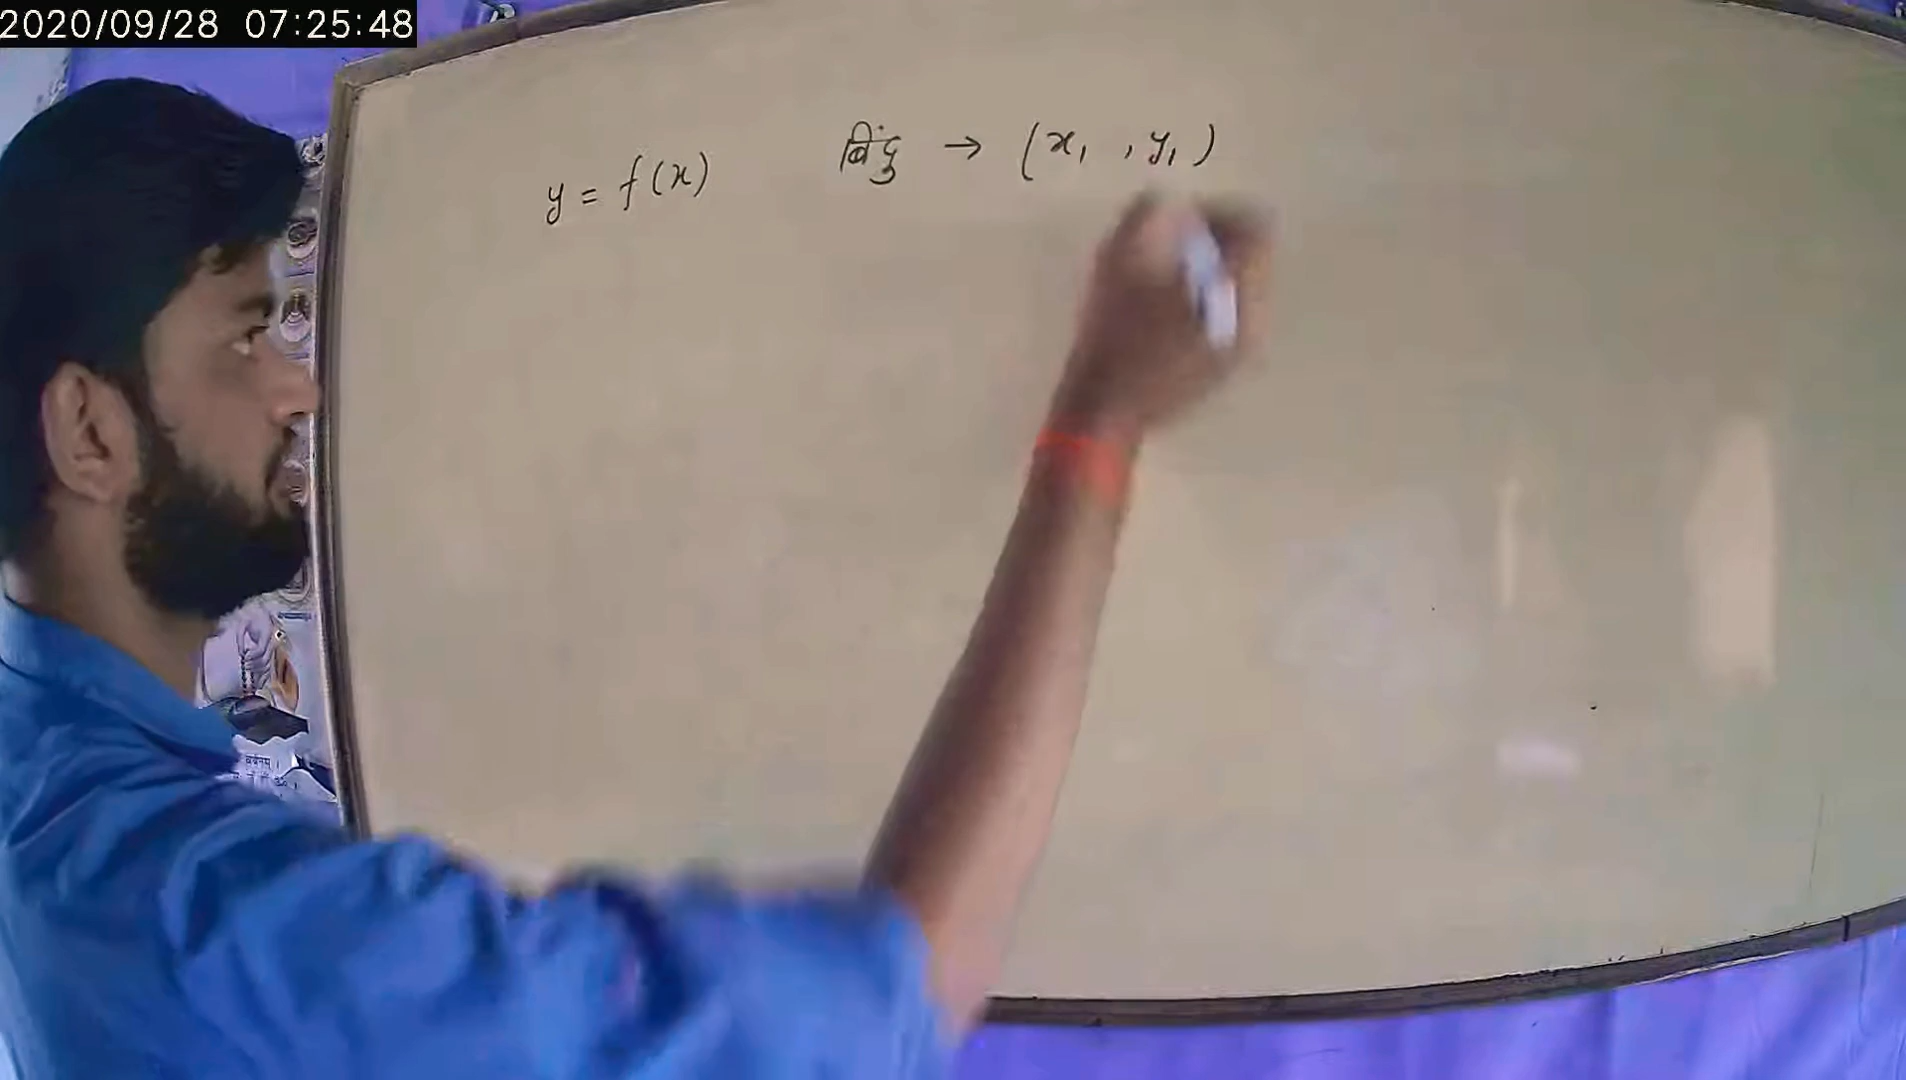 2020/09/28 07:25:48
y = f(x) बिंदु → (x₁ , y₁)